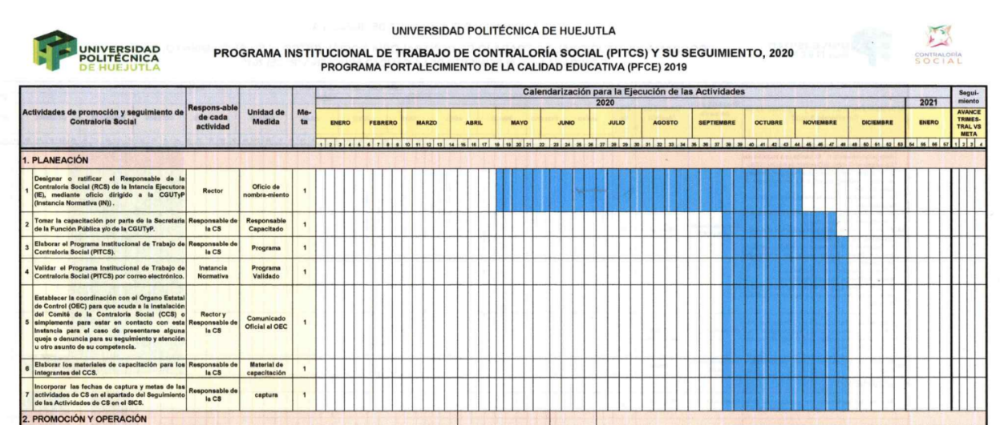 UNIVERSIDAD POLITÉCNICA DE HUEJUTLA
UNIVERSIDAD
POLITÉCNICA
DE HUEJUTLA
PROGRAMA INSTITUCIONAL DE TRABAJO DE CONTRALORÍA SOCIAL (PITCS) Y SU SEGUIMIENTO, 2020
PROGRAMA FORTALECIMIENTO DE LA CALIDAD EDUCATIVA (PFCE) 2019
CONTRALORÍA
SOCIAL
Actividades de promoción y seguimiento de
Contraloria Social
Respons-able
de cada
actividad
Unidad de
Medida
Me-
ta
Calendarización para la Ejecución de las Actividades
2020
2021
Segui-
miento
AVANCE
TRIMES-
TRAL VS
META
ENERO FEBRERO MARZO ABRIL MAYO JUNIO JULIO AGOSTO SEPTIEMBRE OCTUBRE NOVIEMBRE DICIEMBRE ENERO
1 2 3 4 5 6 7 8 9 10 11 12 13 14 15 16 17 18 19 20 21 22 23 24 25 26 27 28 29 30 31 32 33 34 35 36 37 38 39 40 41 42 43 44 45 46 47 48 49 50 51 52 53 54 55 56 57 1 2 3 4
1. PLANEACIÓN
1
Designar o ratificar el Responsable de la
Contraloría Social (RCS) de la Intancia Ejecutora
(IE), mediante oficio dirigido a la CGUTyP
(Instancia Normativa (IN)) .
Rector
Oficio de
nombra-miento
1
2
Tomar la capacitación por parte de la Secretaria
de la Función Pública y/o de la CGUTyP.
Responsable de
la CS
Responsable
Capacitado
1
3
Elaborar el Programa Institucional de Trabajo de
Contraloria Social (PITCS).
Responsable de
la CS
Programa
1
4
Validar el Programa Institucional de Trabajo de
Contraloria Social (PITCS) por correo electrónico.
Instancia
Normativa
Programa
Validado
1
5
Establecer la coordinación con el Órgano Estatal
de Control (OEC) para que acuda a la instalación
del Comité de la Contraloria Social (CCS) o
simplemente para estar en contacto con esta
Instancia para el caso de presentarse alguna
queja o denuncia para su seguimiento y atención
u otro asunto de su competencia.
Rector y
Responsable de
la CS
Comunicado
Oficial al OEC
1
6
Elaborar los materiales de capacitación para los
integrantes del CCS.
Responsable de
la CS
Material de
capacitación
1
7
Incorporar las fechas de captura y metas de las
actividades de CS en el apartado del Seguimiento
de las Actividades de CS en el SICS.
Responsable de
la CS
captura
1
2. PROMOCIÓN Y OPERACIÓN